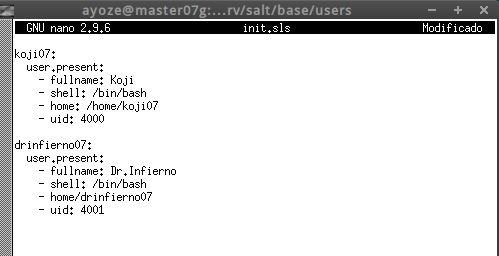 ayoze@master07g:...rv/salt/base/users
GNU nano 2.9.6 init.sls Modificado
koji07:
  user.present:
    - fullname: Koji
    - shell: /bin/bash
    - home: /home/koji07
    - uid: 4000
drinfierno07:
  user.present:
    - fullname: Dr.Infierno
    - shell: /bin/bash
    - home/drinfierno07
    - uid: 4001